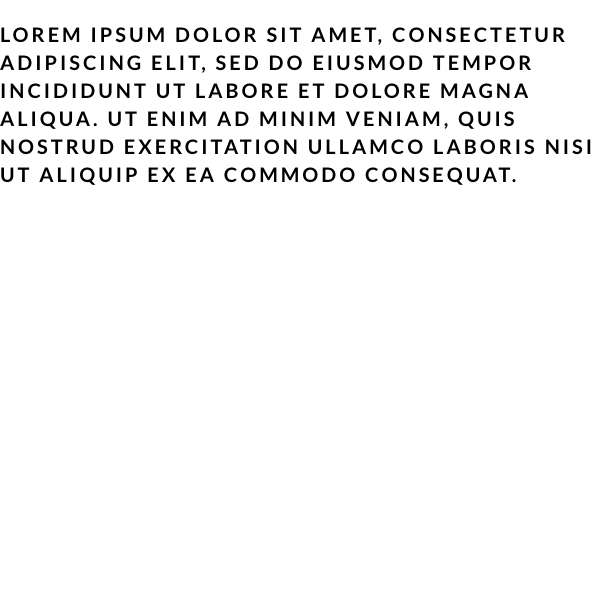 LOREM IPSUM DOLOR SIT AMET, CONSECTETUR
ADIPISCING ELIT, SED DO EIUSMOD TEMPOR
INCIDIDUNT UT LABORE ET DOLORE MAGNA
ALIQUA. UT ENIM AD MINIM VENIAM, QUIS
NOSTRUD EXERCITATION ULLAMCO LABORIS NISI
UT ALIQUIP EX EA COMMODO CONSEQUAT.